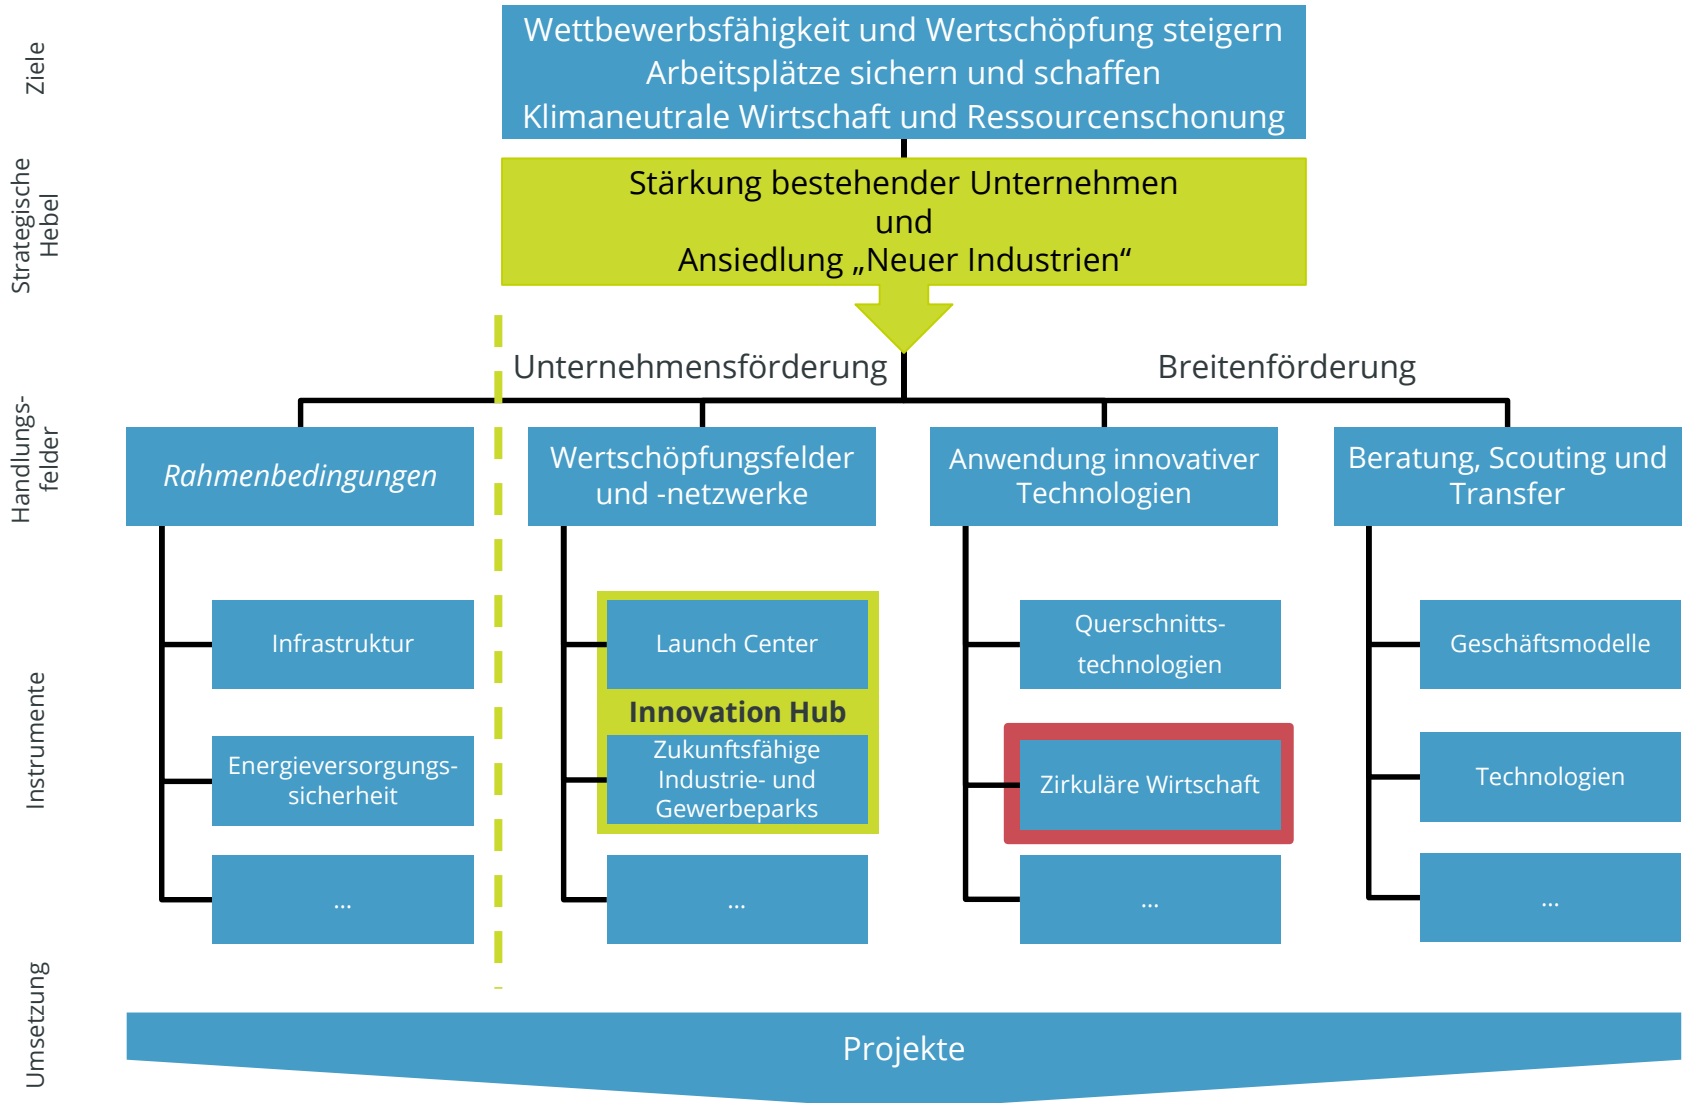 Ziele
Wettbewerbsfähigkeit und Wertschöpfung steigern
Arbeitsplätze sichern und schaffen
Klimaneutrale Wirtschaft und Ressourcenschonung
Strategische
Hebel
Stärkung bestehender Unternehmen
und
Ansiedlung „Neuer Industrien“
Unternehmensförderung
Breitenförderung
Handlungs-
felder
Rahmenbedingungen
Wertschöpfungsfelder
und -netzwerke
Anwendung innovativer
Technologien
Beratung, Scouting und
Transfer
Instrumente
Infrastruktur
Energieversorgungs-
sicherheit
...
Launch Center
Innovation Hub
Zukunftsfähige
Industrie- und
Gewerbeparks
...
Querschnitts-
technologien
Zirkuläre Wirtschaft
...
Geschäftsmodelle
Technologien
...
Umsetzung
Projekte